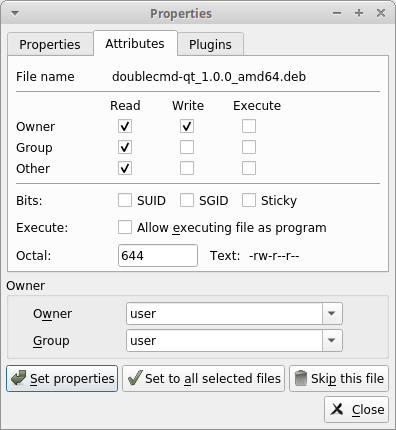 Properties
Properties Attributes Plugins
File name doublecmd-qt_1.0.0_amd64.deb
Read Write Execute
Owner
Group
Other
Bits: SUID SGID Sticky
Execute: Allow executing file as program
Octal: 644 Text: -rw-r--r--
Owner
Owner user
Group user
Set properties Set to all selected files Skip this file
Close